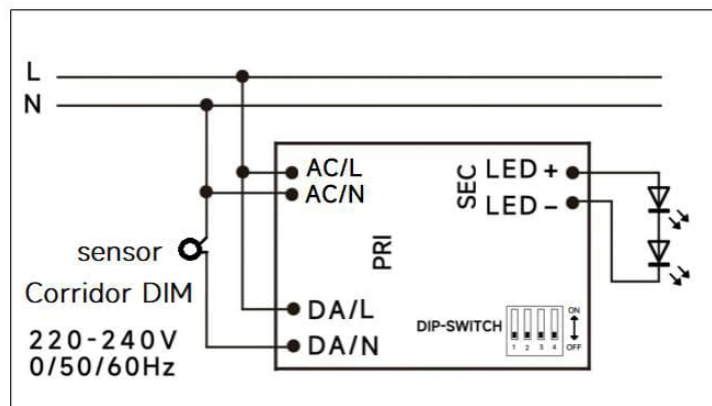 L
N
AC/L
AC/N
PRI
SEC
LED +
LED −
sensor
Corridor DIM
220-240V
0/50/60Hz
DA/L
DA/N
DIP-SWITCH
1 2 3 4
ON
OFF